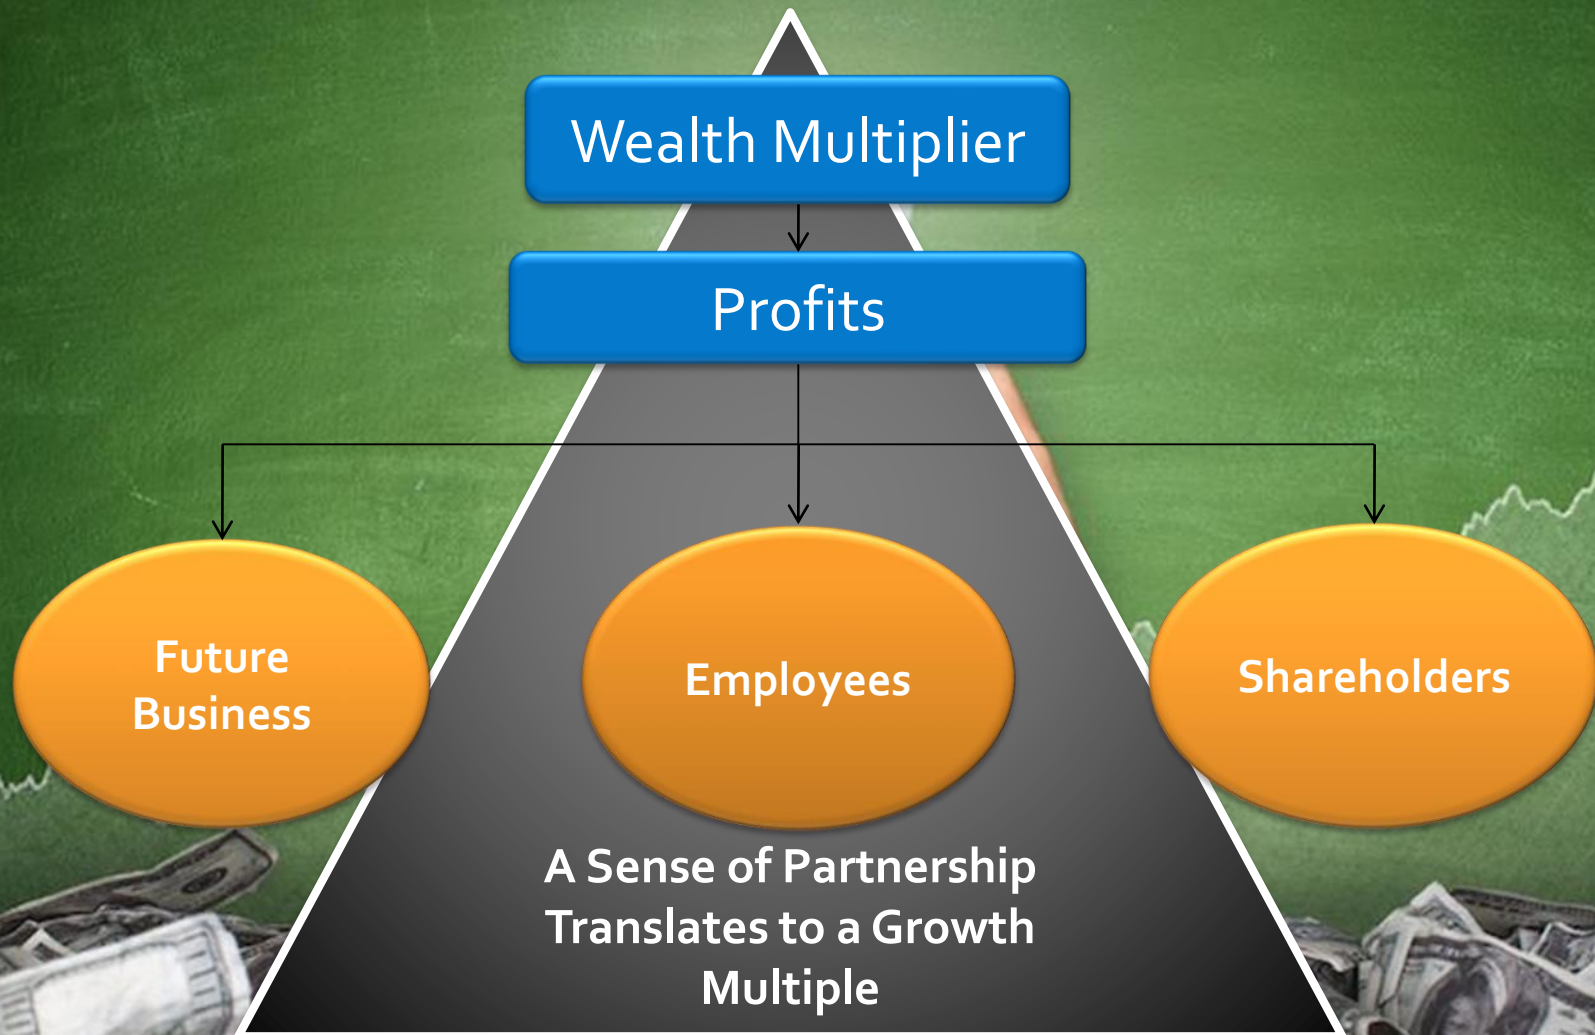 Wealth Multiplier
Profits
Future
Business
Employees
Shareholders
A Sense of Partnership
Translates to a Growth
Multiple